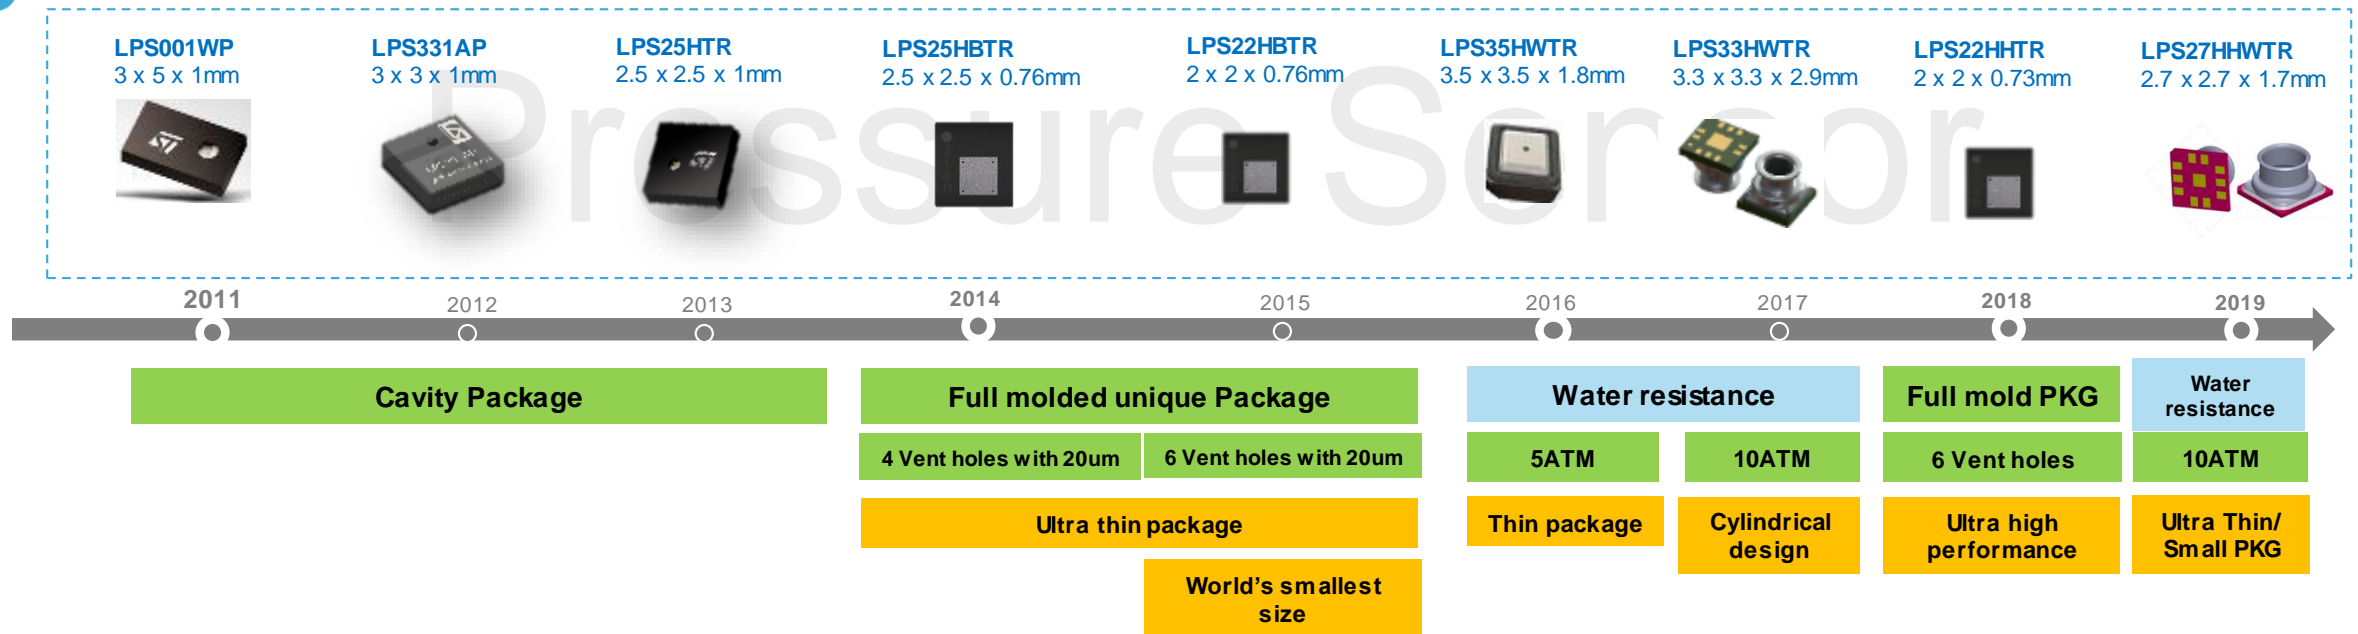 Pressure Sensor
LPS001WP
3 x 5 x 1mm
LPS331AP
3 x 3 x 1mm
LPS25HTR
2.5 x 2.5 x 1mm
LPS25HBTR
2.5 x 2.5 x 0.76mm
LPS22HBTR
2 x 2 x 0.76mm
LPS35HWTR
3.5 x 3.5 x 1.8mm
LPS33HWTR
3.3 x 3.3 x 2.9mm
LPS22HHTR
2 x 2 x 0.73mm
LPS27HHWTR
2.7 x 2.7 x 1.7mm
2011
2012
2013
2014
2015
2016
2017
2018
2019
Cavity Package
Full molded unique Package
Water resistance
Full mold PKG
Water
resistance
4 Vent holes with 20um
6 Vent holes with 20um
5ATM
10ATM
6 Vent holes
10ATM
Ultra thin package
Thin package
Cylindrical
design
Ultra high
performance
Ultra Thin/
Small PKG
World's smallest
size